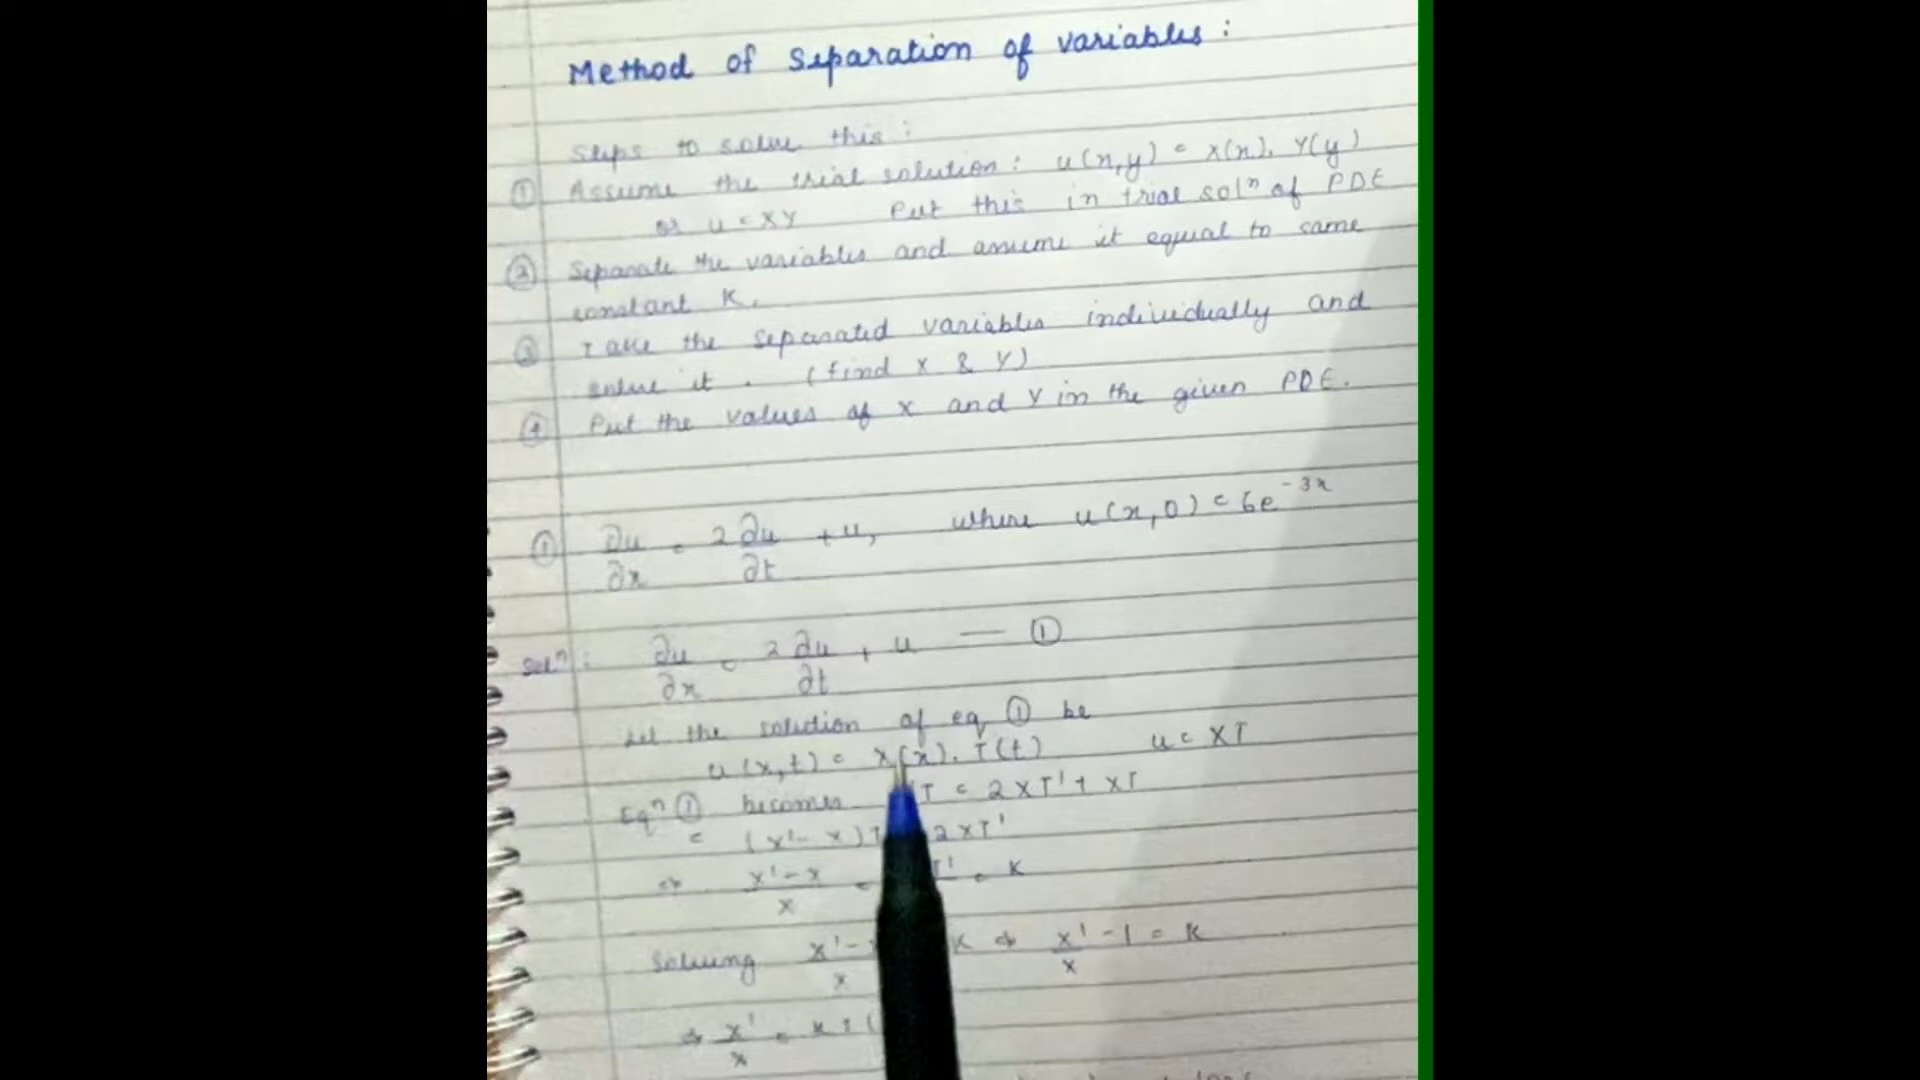 Method of Separation of variables:
Steps to solve this:
① Assume the trial solution: u(x,y) = X(x). Y(y)
or u = XY Put this in trial solⁿ of PDE
② Separate the variables and assume it equal to same
constant K.
③ Take the separated variables individually and
solve it. (find X & Y)
④ Put the values of X and Y in the given PDE.
① ∂u/∂x = 2 ∂u/∂t + u, where u(x,0) = 6e^-3x
Solⁿ: ∂u/∂x = 2 ∂u/∂t + u — ①
Let the solution of eq ① be
u(x,t) = X(x). T(t) u = XT
Eqⁿ ① becomes T = 2XT' + XT
= (X' - X)T 2XT'
or X'-X/X = T' = K
Solving X'- /X K ⇒ X'/X - 1 = K
⇒ X'/X = K+(